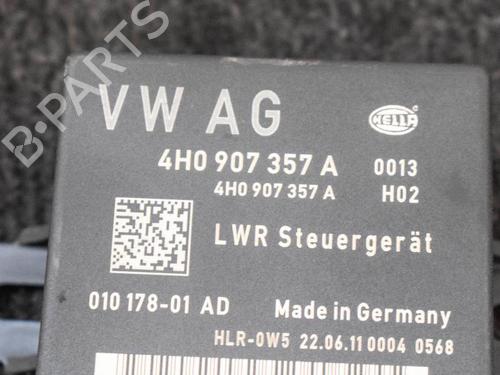 B-PARTS
VW AG
HELLA
4H0 907 357 A 0013
4H0 907 357 A H02
LWR Steuergerät
010 178-01 AD Made in Germany
HLR-0W5 22.06.11 0004 0568